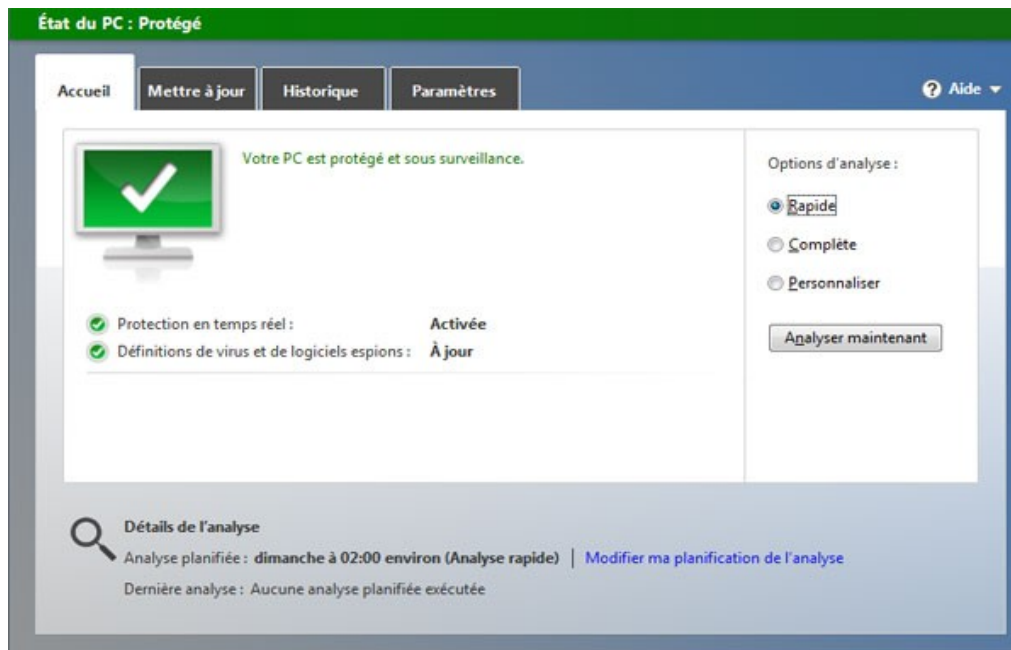 État du PC : Protégé
Accueil
Mettre à jour
Historique
Paramètres
? Aide
Votre PC est protégé et sous surveillance.
Options d'analyse :
Rapide
Complète
Personnaliser
Protection en temps réel : Activée
Définitions de virus et de logiciels espions : À jour
Analyser maintenant
Détails de l'analyse
Analyse planifiée : dimanche à 02:00 environ (Analyse rapide) | Modifier ma planification de l'analyse
Dernière analyse : Aucune analyse planifiée exécutée